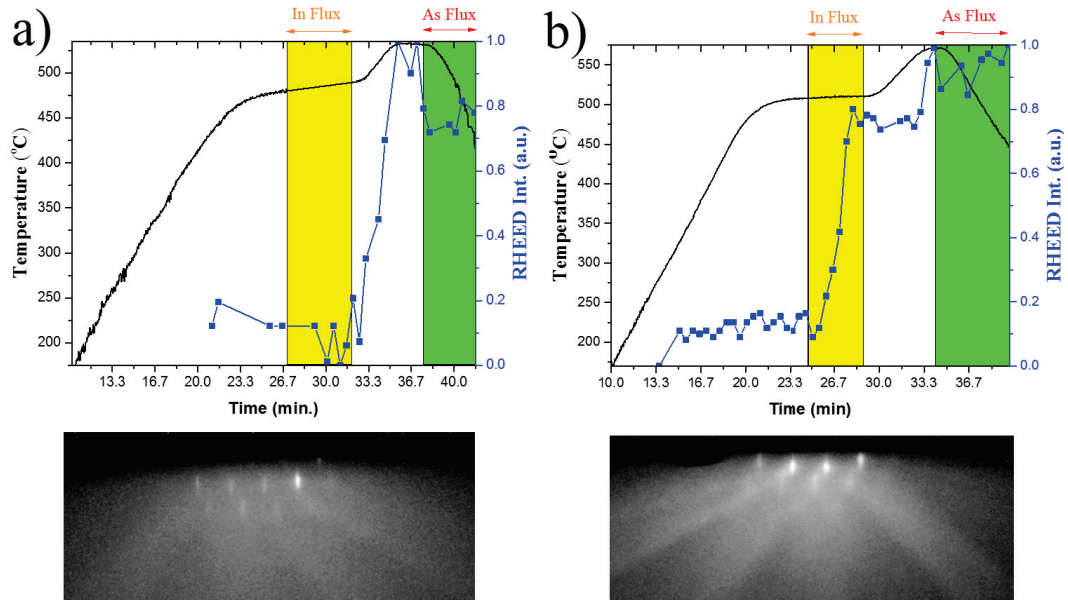 a)
In Flux
As Flux
Temperature (°C)
500
450
400
350
300
250
200
1.0
0.8
0.6
0.4
0.2
0.0
RHEED Int. (a.u.)
13.3 16.7 20.0 23.3 26.7 30.0 33.3 36.7 40.0
Time (min.)
b)
In Flux
As Flux
Temperature (°C)
550
500
450
400
350
300
250
200
1.0
0.8
0.6
0.4
0.2
0.0
RHEED Int. (a.u.)
10.0 13.3 16.7 20.0 23.3 26.7 30.0 33.3 36.7
Time (min)